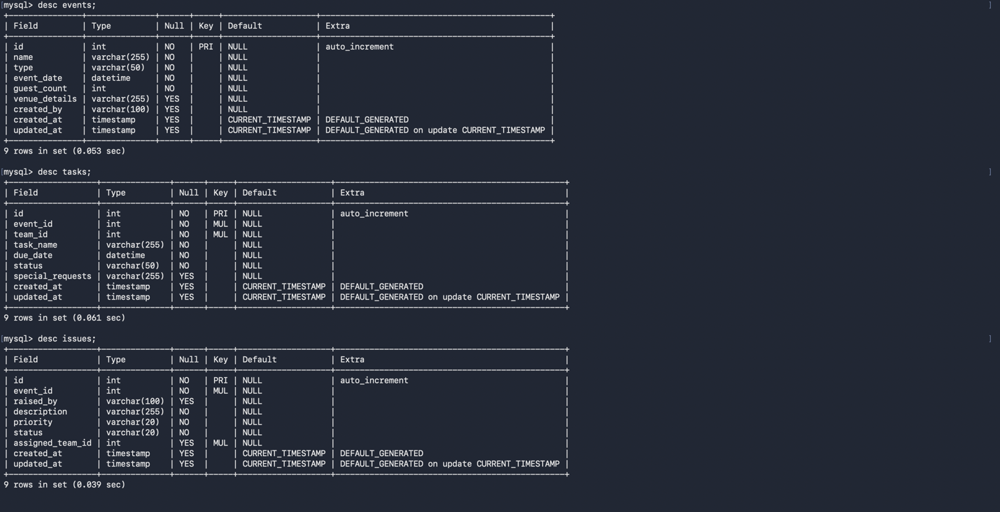 [mysql> desc events; ]
+---------------+--------------+------+-----+-------------------+-----------------------------------------------+
| Field | Type | Null | Key | Default | Extra |
+---------------+--------------+------+-----+-------------------+-----------------------------------------------+
| id | int | NO | PRI | NULL | auto_increment |
| name | varchar(255) | NO | | NULL | |
| type | varchar(50) | NO | | NULL | |
| event_date | datetime | NO | | NULL | |
| guest_count | int | NO | | NULL | |
| venue_details | varchar(255) | YES | | NULL | |
| created_by | varchar(100) | YES | | NULL | |
| created_at | timestamp | YES | | CURRENT_TIMESTAMP | DEFAULT_GENERATED |
| updated_at | timestamp | YES | | CURRENT_TIMESTAMP | DEFAULT_GENERATED on update CURRENT_TIMESTAMP |
+---------------+--------------+------+-----+-------------------+-----------------------------------------------+
9 rows in set (0.053 sec)
[mysql> desc tasks; ]
+------------------+--------------+------+-----+-------------------+-----------------------------------------------+
| Field | Type | Null | Key | Default | Extra |
+------------------+--------------+------+-----+-------------------+-----------------------------------------------+
| id | int | NO | PRI | NULL | auto_increment |
| event_id | int | NO | MUL | NULL | |
| team_id | int | NO | MUL | NULL | |
| task_name | varchar(255) | NO | | NULL | |
| due_date | datetime | NO | | NULL | |
| status | varchar(50) | NO | | NULL | |
| special_requests | varchar(255) | YES | | NULL | |
| created_at | timestamp | YES | | CURRENT_TIMESTAMP | DEFAULT_GENERATED |
| updated_at | timestamp | YES | | CURRENT_TIMESTAMP | DEFAULT_GENERATED on update CURRENT_TIMESTAMP |
+------------------+--------------+------+-----+-------------------+-----------------------------------------------+
9 rows in set (0.061 sec)
[mysql> desc issues; ]
+------------------+--------------+------+-----+-------------------+-----------------------------------------------+
| Field | Type | Null | Key | Default | Extra |
+------------------+--------------+------+-----+-------------------+-----------------------------------------------+
| id | int | NO | PRI | NULL | auto_increment |
| event_id | int | NO | MUL | NULL | |
| raised_by | varchar(100) | YES | | NULL | |
| description | varchar(255) | NO | | NULL | |
| priority | varchar(20) | NO | | NULL | |
| status | varchar(20) | NO | | NULL | |
| assigned_team_id | int | YES | MUL | NULL | |
| created_at | timestamp | YES | | CURRENT_TIMESTAMP | DEFAULT_GENERATED |
| updated_at | timestamp | YES | | CURRENT_TIMESTAMP | DEFAULT_GENERATED on update CURRENT_TIMESTAMP |
+------------------+--------------+------+-----+-------------------+-----------------------------------------------+
9 rows in set (0.039 sec)